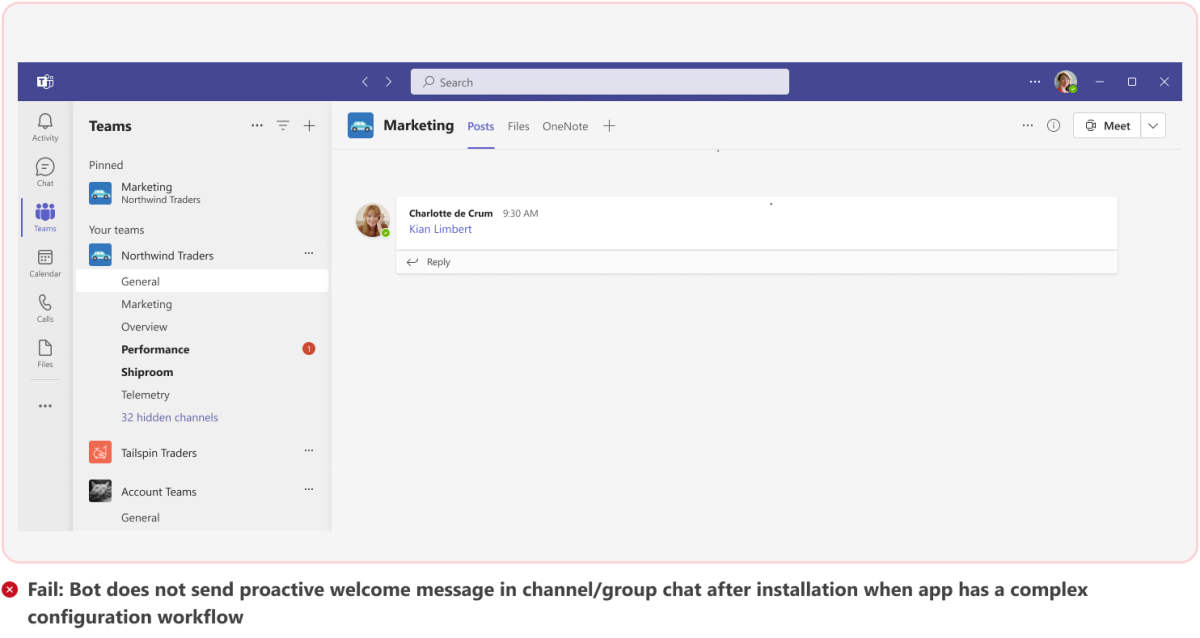 Search
Activity
Chat
Teams
Calendar
Calls
Files
Teams
Pinned
Marketing
Northwind Traders
Your teams
Northwind Traders
General
Marketing
Overview
Performance
1
Shiproom
Telemetry
32 hidden channels
Tailspin Traders
Account Teams
General
Marketing Posts Files OneNote
Meet
Charlotte de Crum 9:30 AM
Kian Limbert
Reply
Fail: Bot does not send proactive welcome message in channel/group chat after installation when app has a complex
configuration workflow